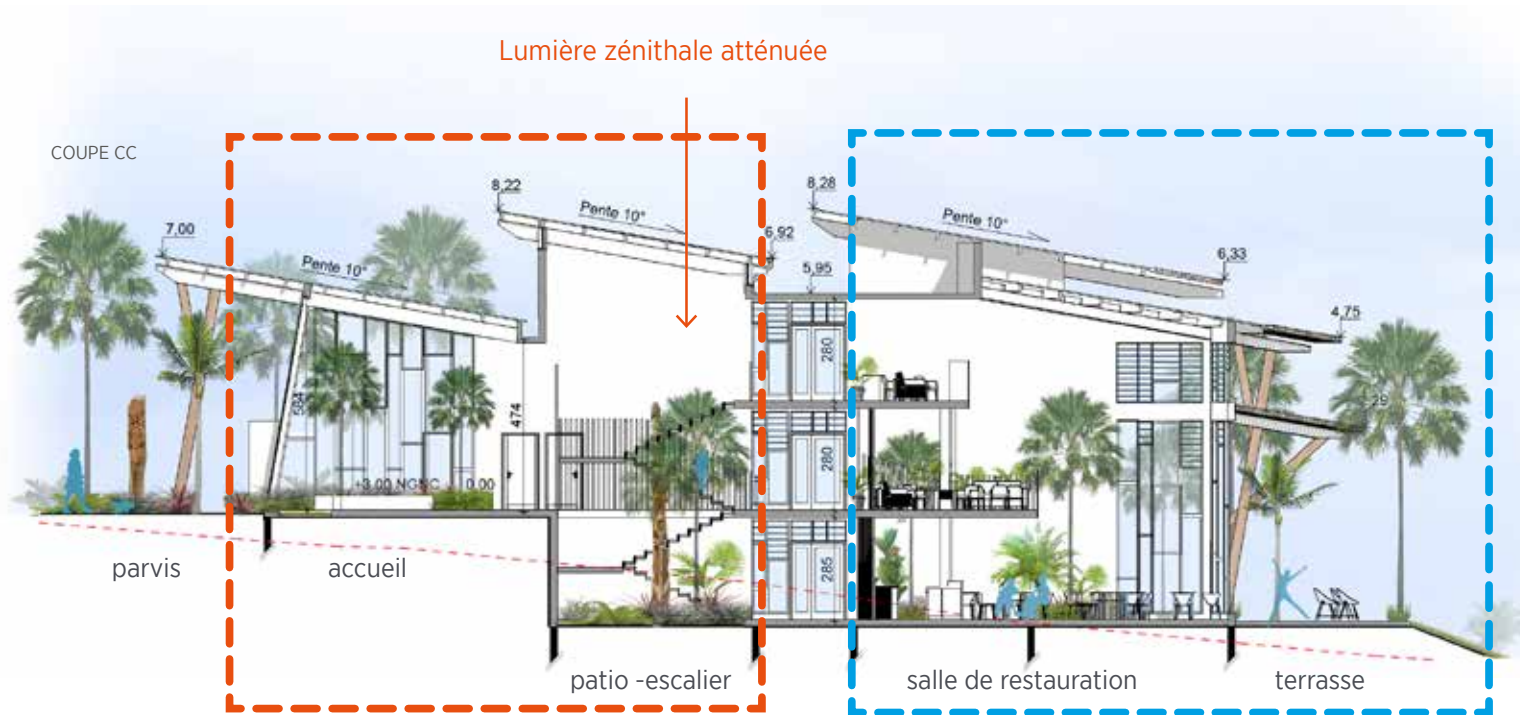 Lumière zénithale atténuée
COUPE CC
8,22
Pente 10°
8,28
Pente 10°
7,00
6,92
Pente 10°
5,95
6,33
4,75
280
584
474
280
+3.00 NGNC
0.00
285
parvis
accueil
patio -escalier
salle de restauration
terrasse